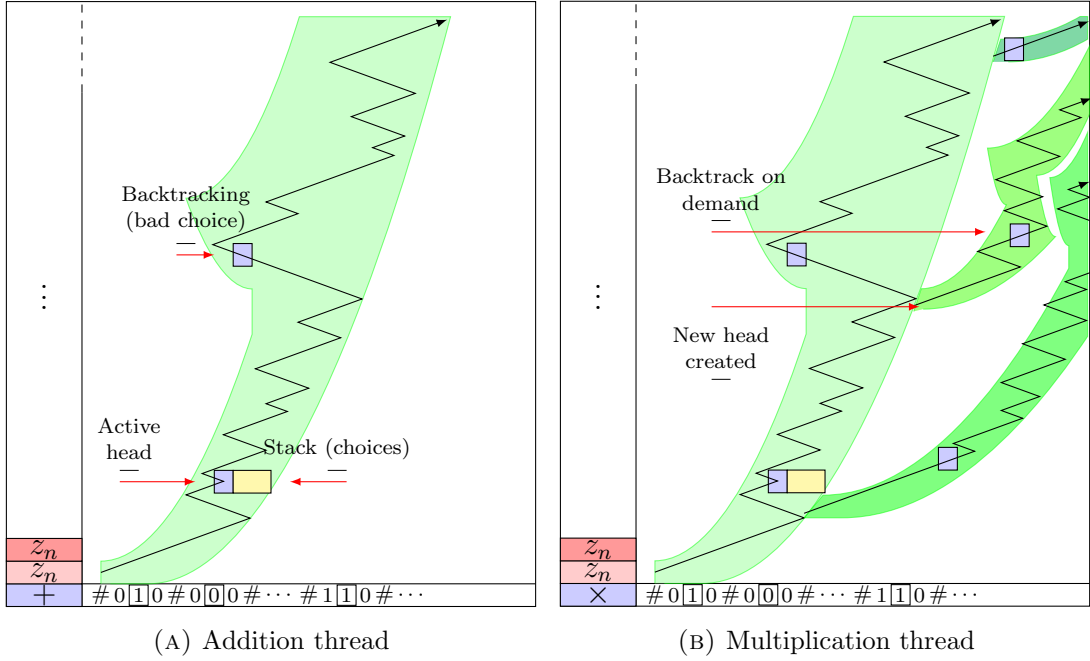 Backtracking
(bad choice)
⋮
Active
head
Stack (choices)
z_n
z_n
+
# 0 1 0 # 0 0 0 # ⋯ # 1 1 0 # ⋯
(A) Addition thread
Backtrack on
demand
⋮
New head
created
z_n
z_n
×
# 0 1 0 # 0 0 0 # ⋯ # 1 1 0 # ⋯
(B) Multiplication thread